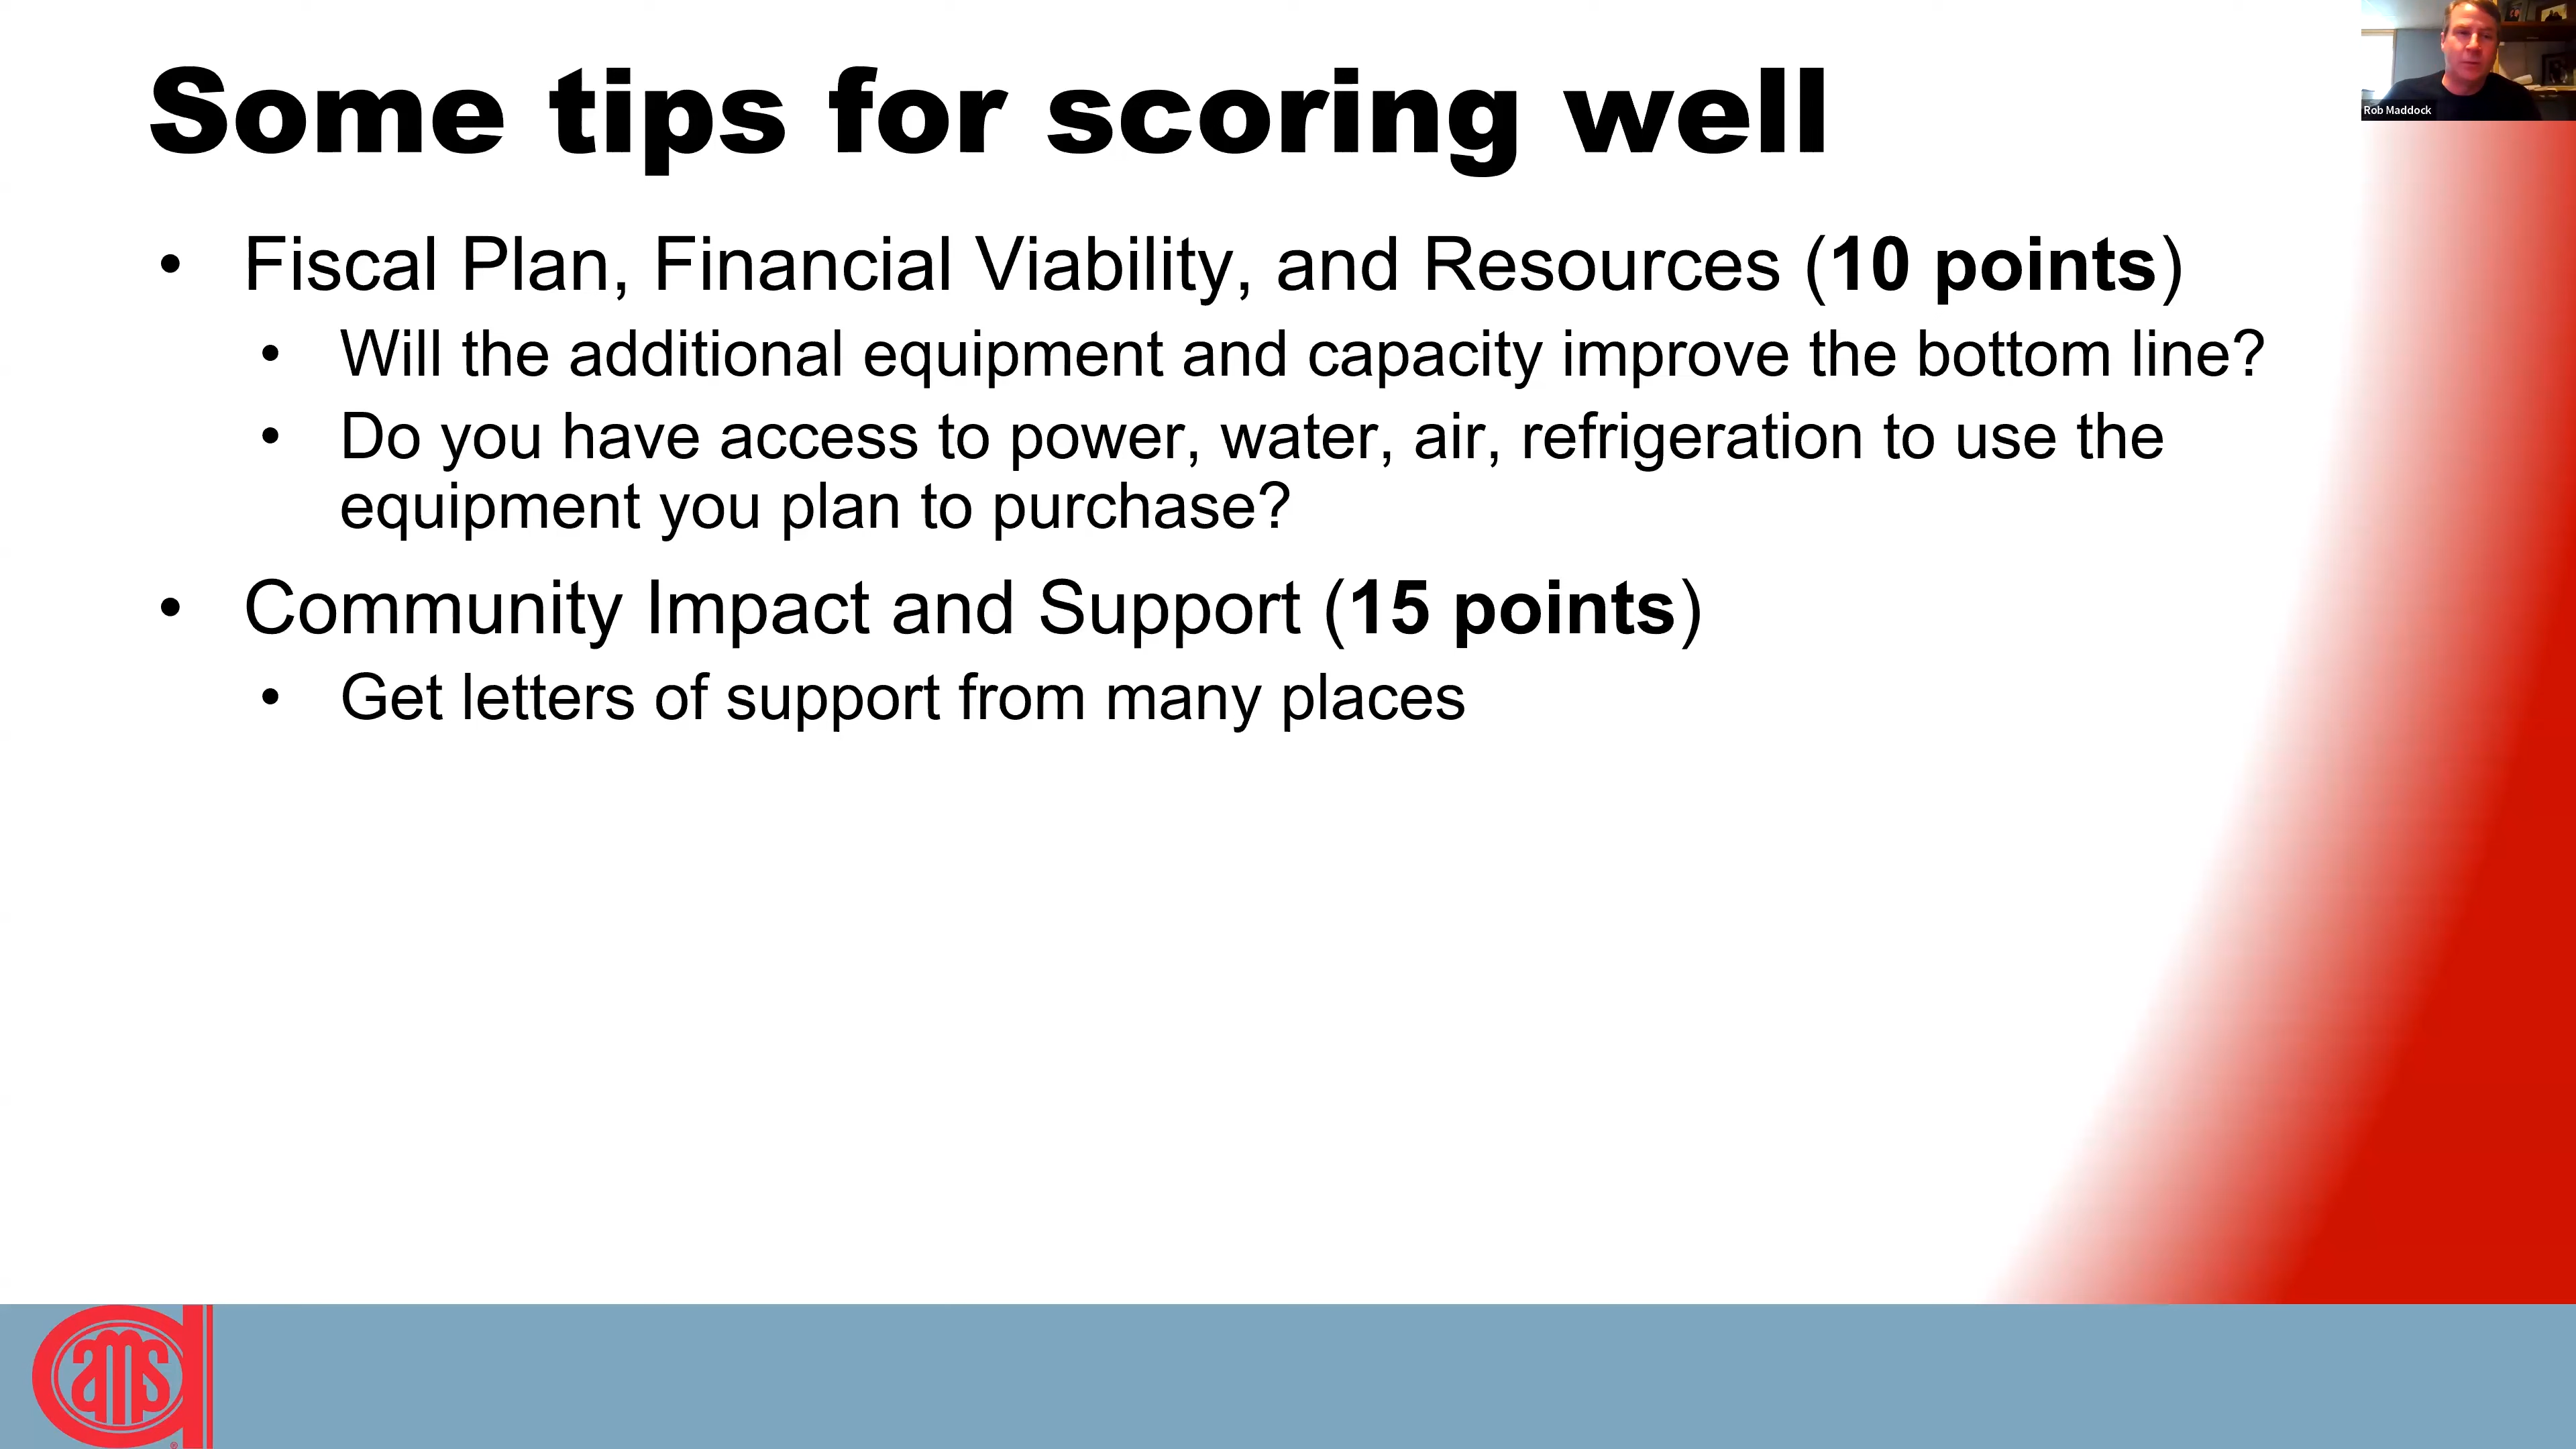 Some tips for scoring well
Rob Maddock
• Fiscal Plan, Financial Viability, and Resources (10 points)
• Will the additional equipment and capacity improve the bottom line?
• Do you have access to power, water, air, refrigeration to use the
equipment you plan to purchase?
• Community Impact and Support (15 points)
• Get letters of support from many places
ams
®